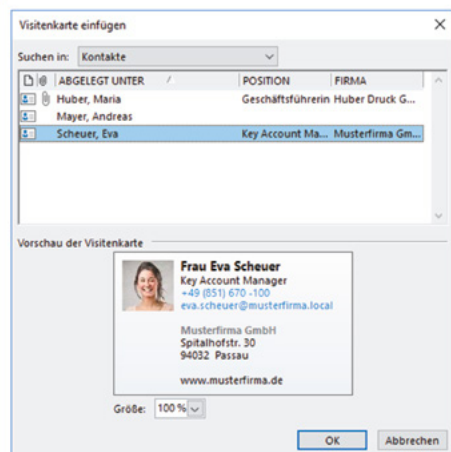 Visitenkarte einfügen
Suchen in: Kontakte
ABGELEGT UNTER POSITION FIRMA
Huber, Maria Geschäftsführerin Huber Druck G...
Mayer, Andreas
Scheuer, Eva Key Account Ma... Musterfirma Gm...
Vorschau der Visitenkarte
Frau Eva Scheuer
Key Account Manager
+49 (851) 670 -100
eva.scheuer@musterfirma.local
Musterfirma GmbH
Spitalhofstr. 30
94032 Passau
www.musterfirma.de
Größe: 100 %
OK Abbrechen